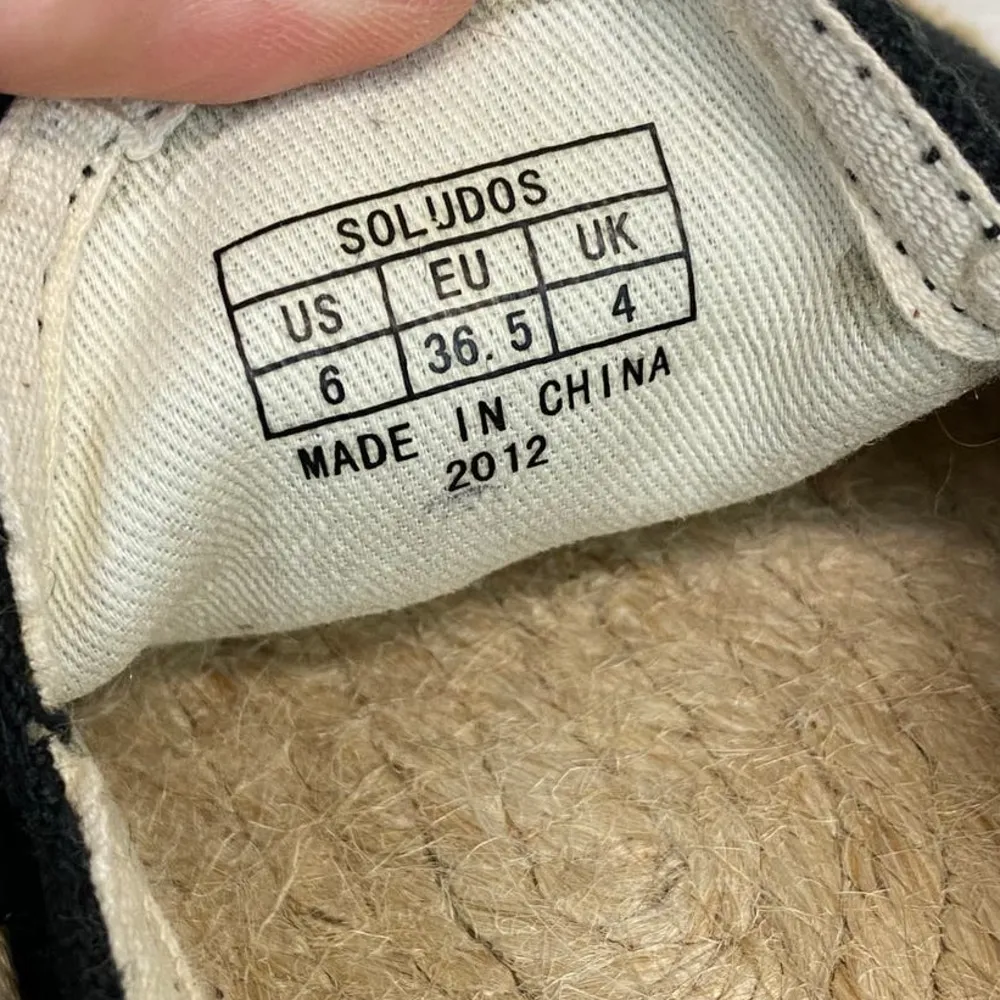 SOLUDOS
US EU UK
6 36.5 4
MADE IN CHINA
2012